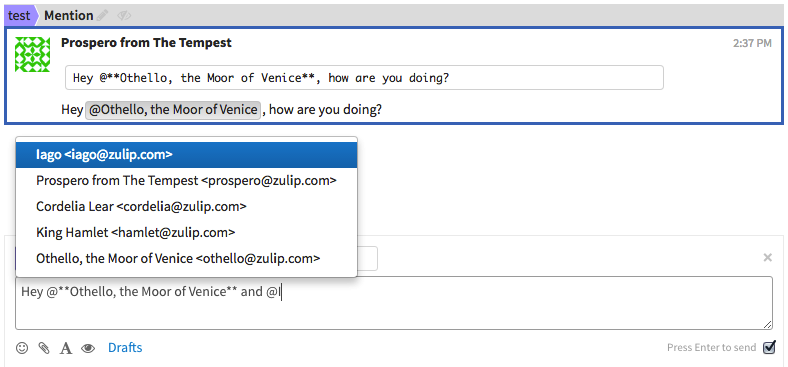 test Mention
Prospero from The Tempest 2:37 PM
Hey @**Othello, the Moor of Venice**, how are you doing?
Hey @Othello, the Moor of Venice , how are you doing?
Iago <iago@zulip.com>
Prospero from The Tempest <prospero@zulip.com>
Cordelia Lear <cordelia@zulip.com>
King Hamlet <hamlet@zulip.com>
Othello, the Moor of Venice <othello@zulip.com>
Hey @**Othello, the Moor of Venice** and @I
Drafts Press Enter to send